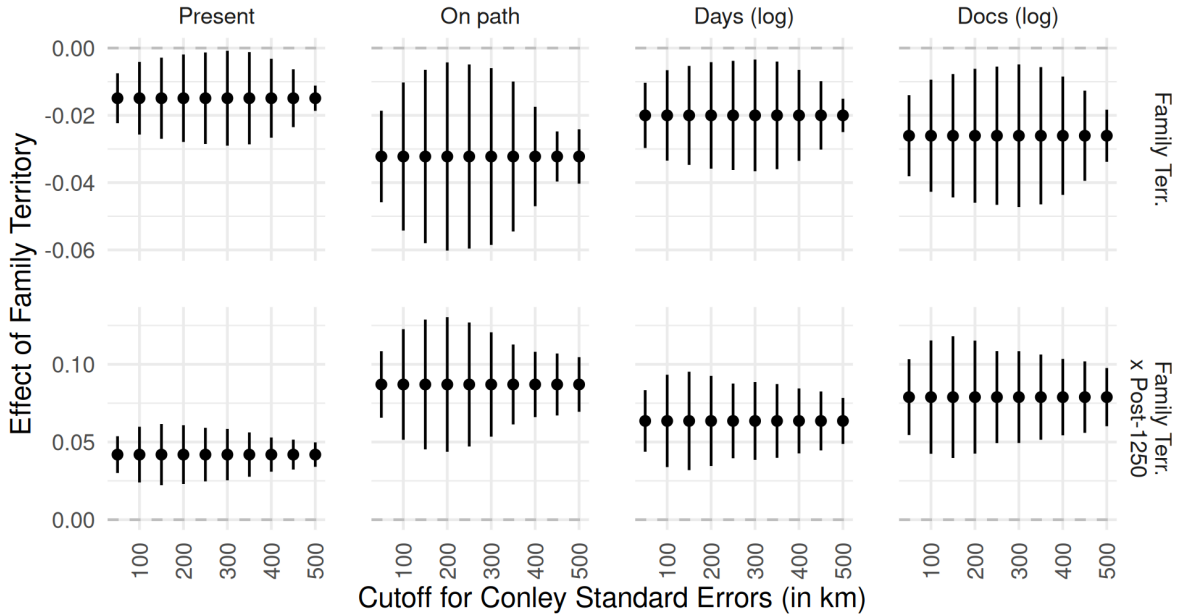 Present On path Days (log) Docs (log)
Effect of Family Territory
0.00
-0.02
-0.04
-0.06
Family Terr.
0.10
0.05
0.00
Family Terr.
x Post-1250
100 200 300 400 500 100 200 300 400 500 100 200 300 400 500 100 200 300 400 500
Cutoff for Conley Standard Errors (in km)